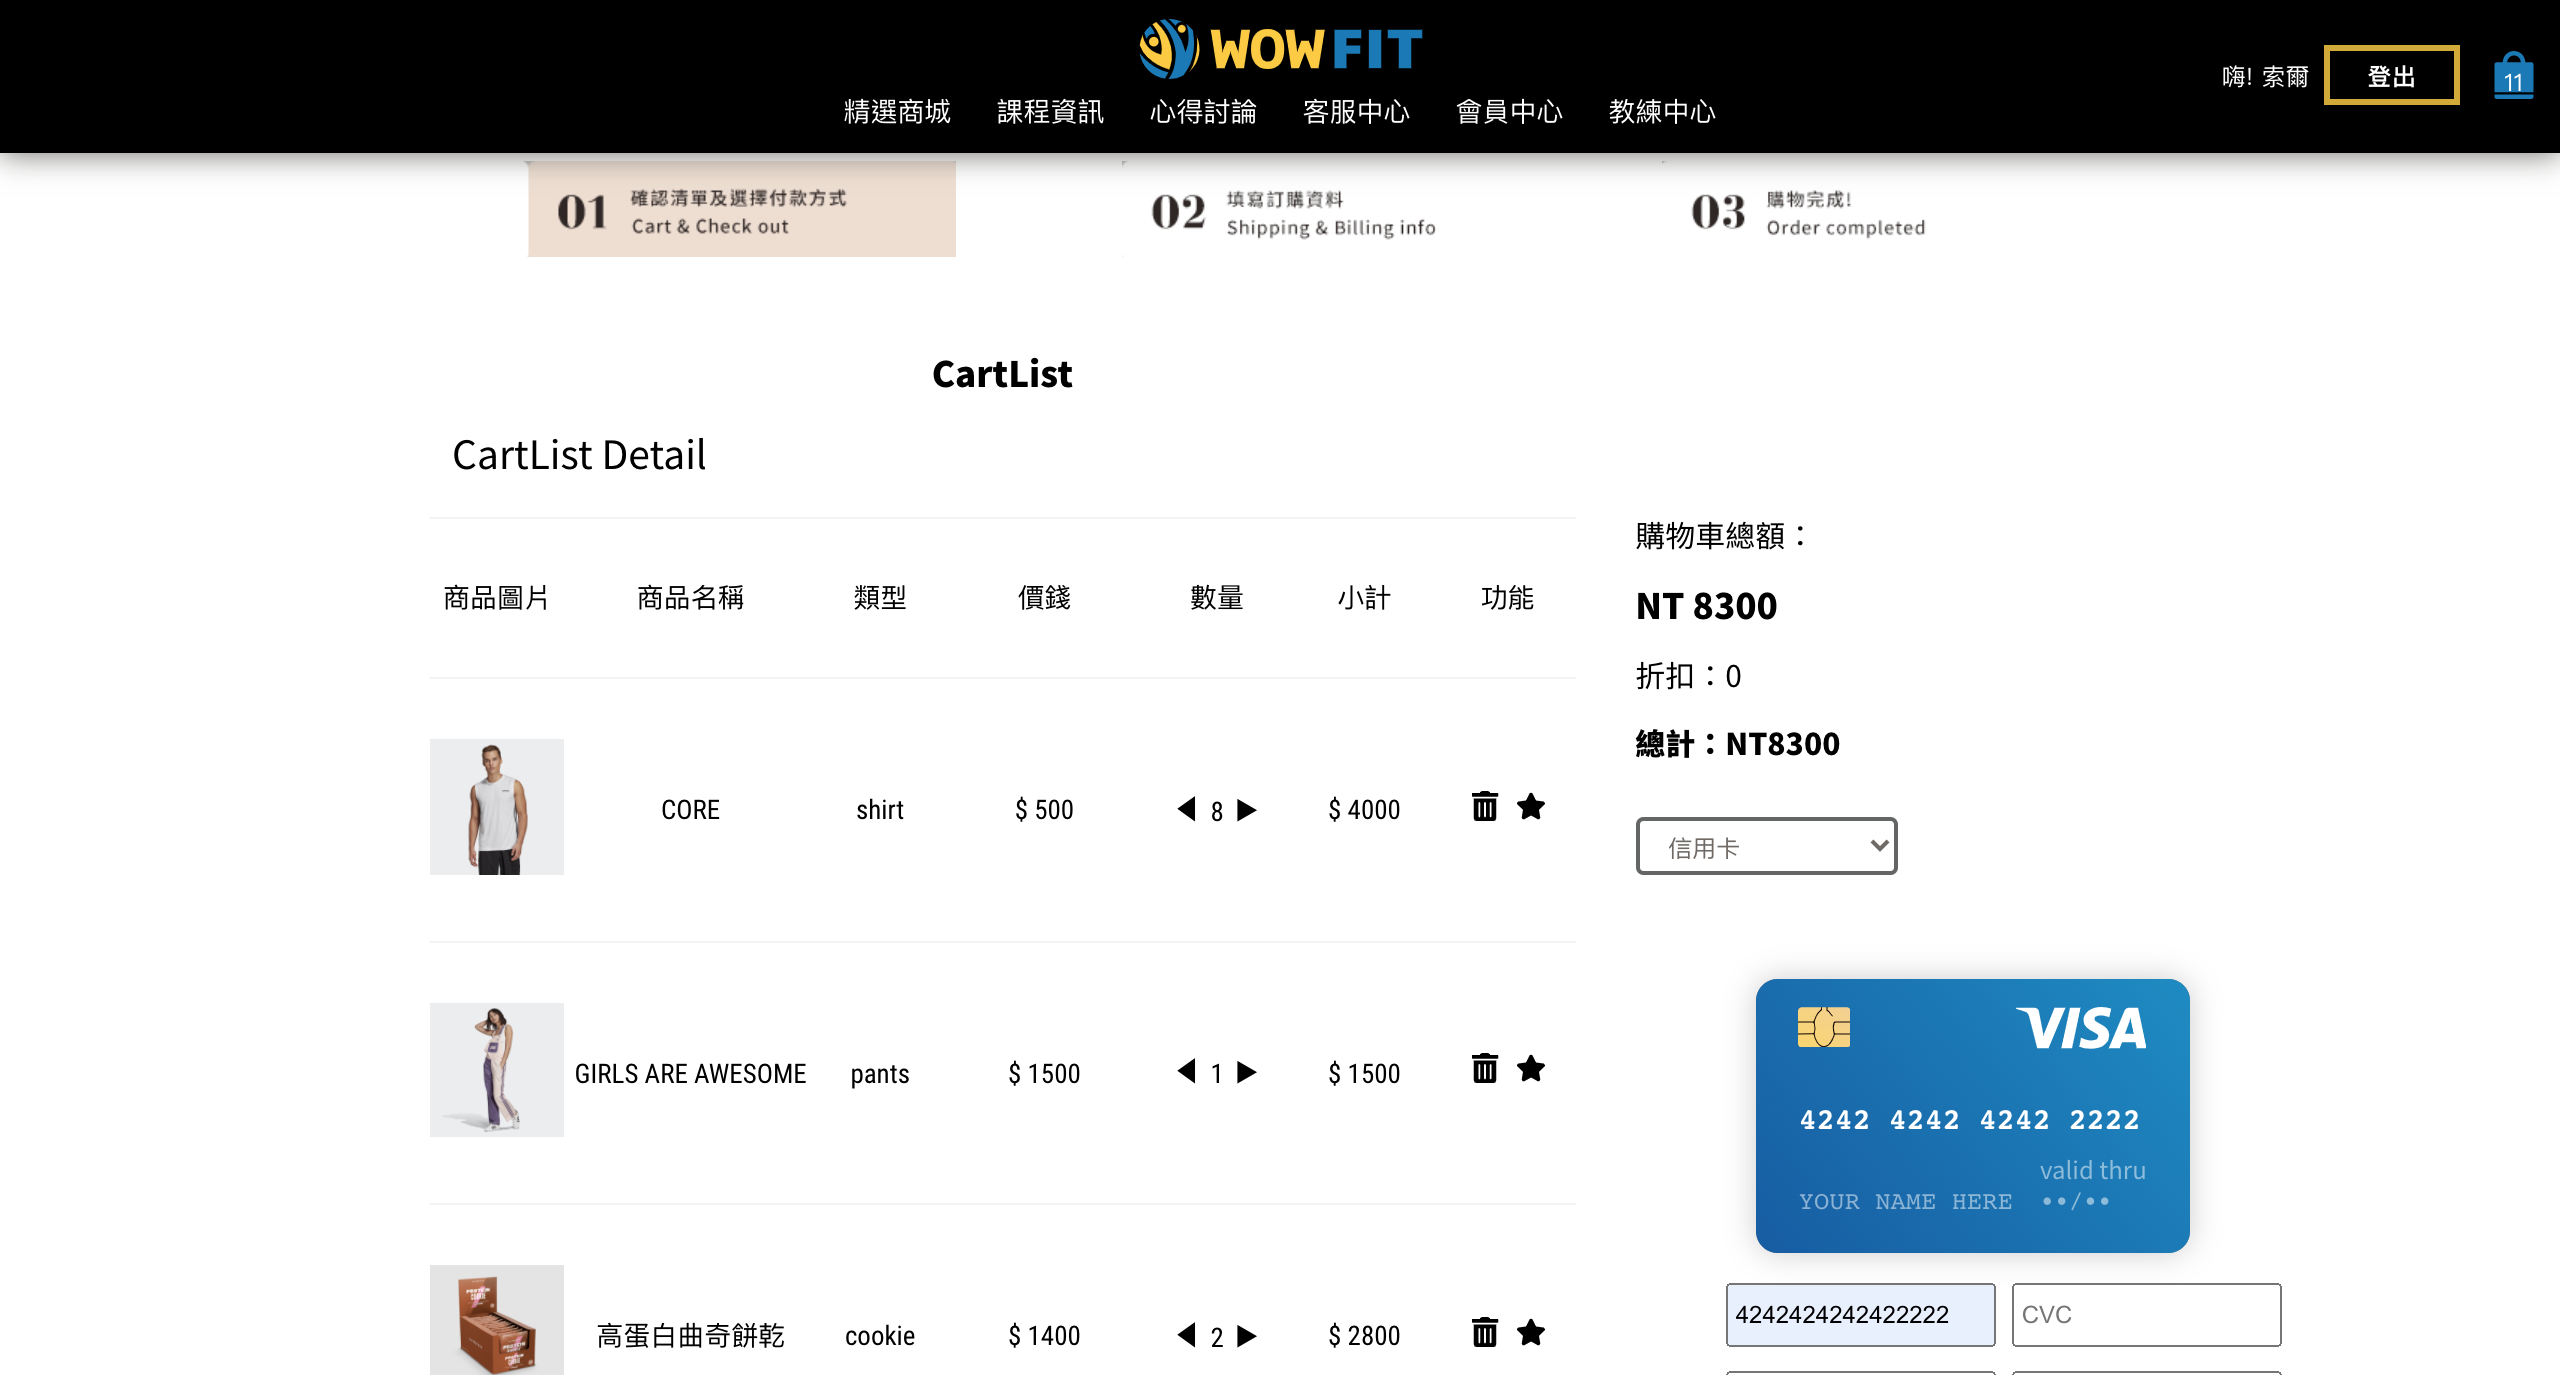 WOWFIT
精選商城 課程資訊 心得討論 客服中心 會員中心 教練中心
嗨! 索爾 登出 11
01 確認清單及選擇付款方式
Cart & Check out
02 填寫訂購資料
Shipping & Billing info
03 購物完成!
Order completed
CartList
CartList Detail
商品圖片 商品名稱 類型 價錢 數量 小計 功能
CORE shirt $ 500 8 $ 4000
GIRLS ARE AWESOME pants $ 1500 1 $ 1500
高蛋白曲奇餅乾 cookie $ 1400 2 $ 2800
購物車總額：
NT 8300
折扣：0
總計：NT8300
信用卡
VISA
4242 4242 4242 2222
valid thru
YOUR NAME HERE ••/••
4242424242422222 CVC